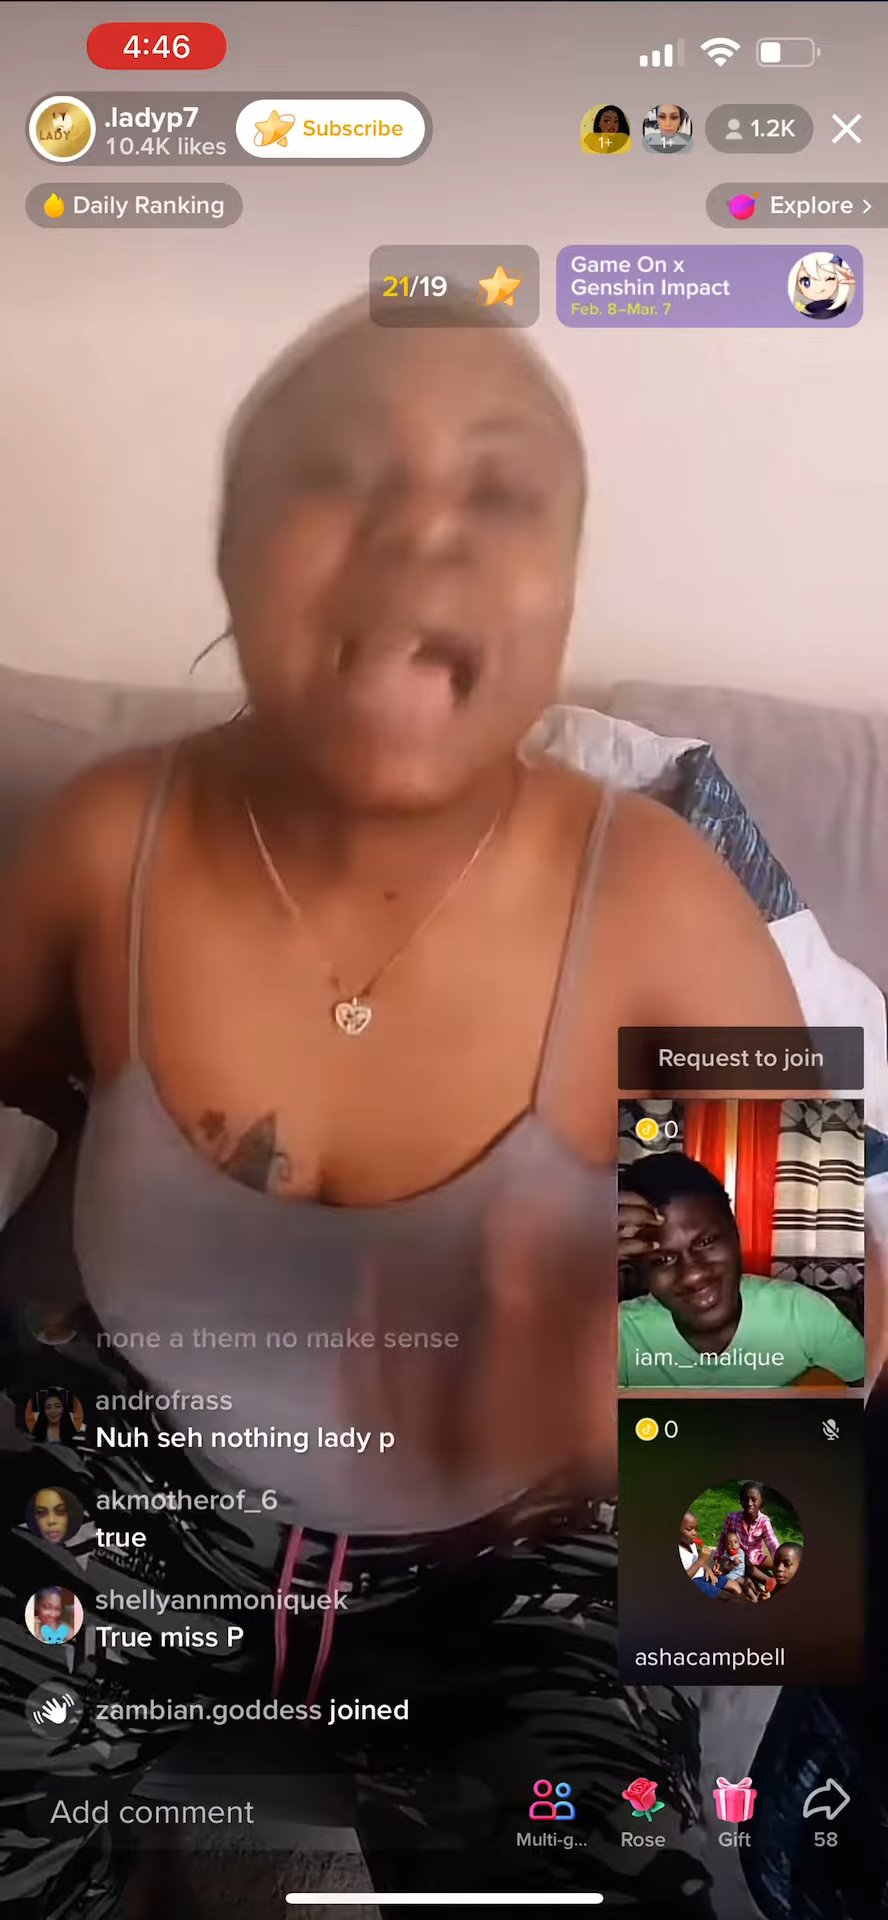 4:46
.ladyp7
10.4K likes
Subscribe
1+
1+
1.2K
Daily Ranking
Explore >
21/19
Game On x
Genshin Impact
Feb. 8–Mar. 7
Request to join
0
iam._.malique
0
ashacampbell
none a them no make sense
androfrass
Nuh seh nothing lady p
akmotherof_6
true
shellyannmoniquek
True miss P
zambian.goddess joined
Add comment
Multi-g...
Rose
Gift
58